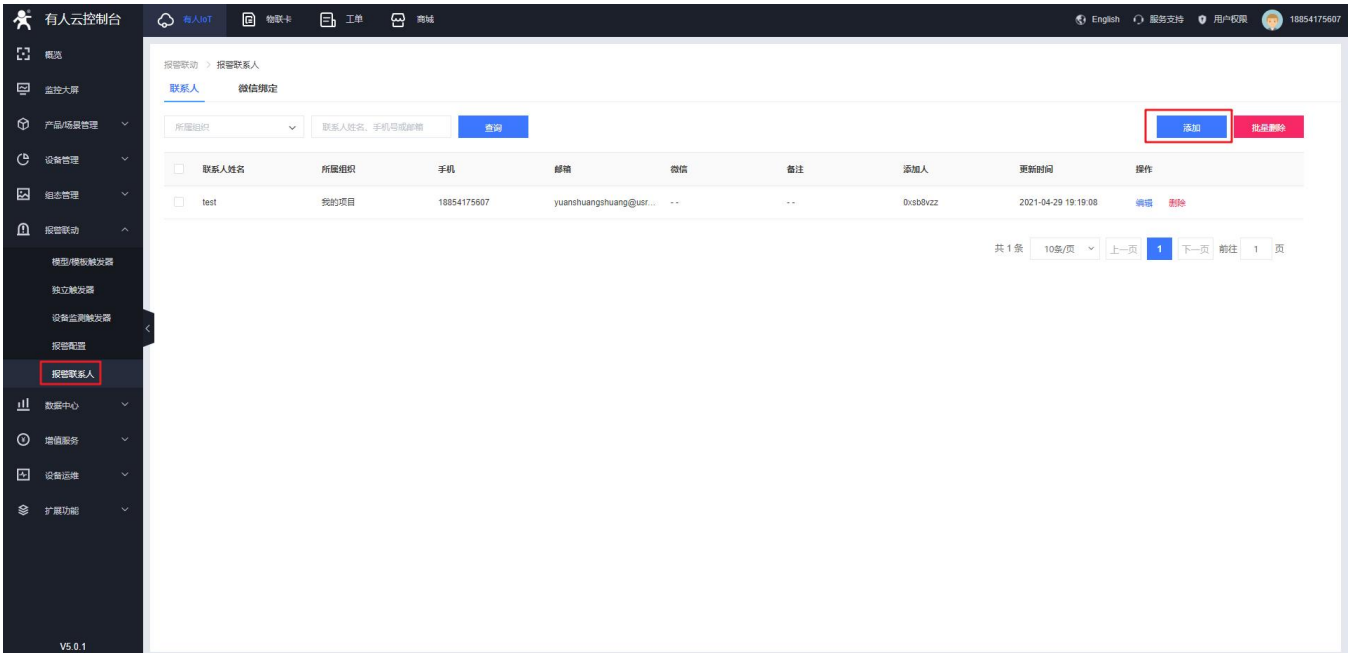 有人云控制台
有人IoT 物联卡 工单 商城
English 服务支持 用户权限 18854175607
概览
监控大屏
产品/场景管理
设备管理
组态管理
报警联动
模型/模板触发器
独立触发器
设备监测触发器
报警配置
报警联系人
数据中心
增值服务
设备运维
扩展功能
V5.0.1
报警联动 > 报警联系人
联系人 微信绑定
所属组织 联系人姓名、手机号或邮箱 查询 添加 批量删除
联系人姓名 所属组织 手机 邮箱 微信 备注 添加人 更新时间 操作
test 我的项目 18854175607 yuanshuangshuang@usr... -- -- 0xsb8vzz 2021-04-29 19:19:08 编辑 删除
共 1 条 10条/页 上一页 1 下一页 前往 1 页